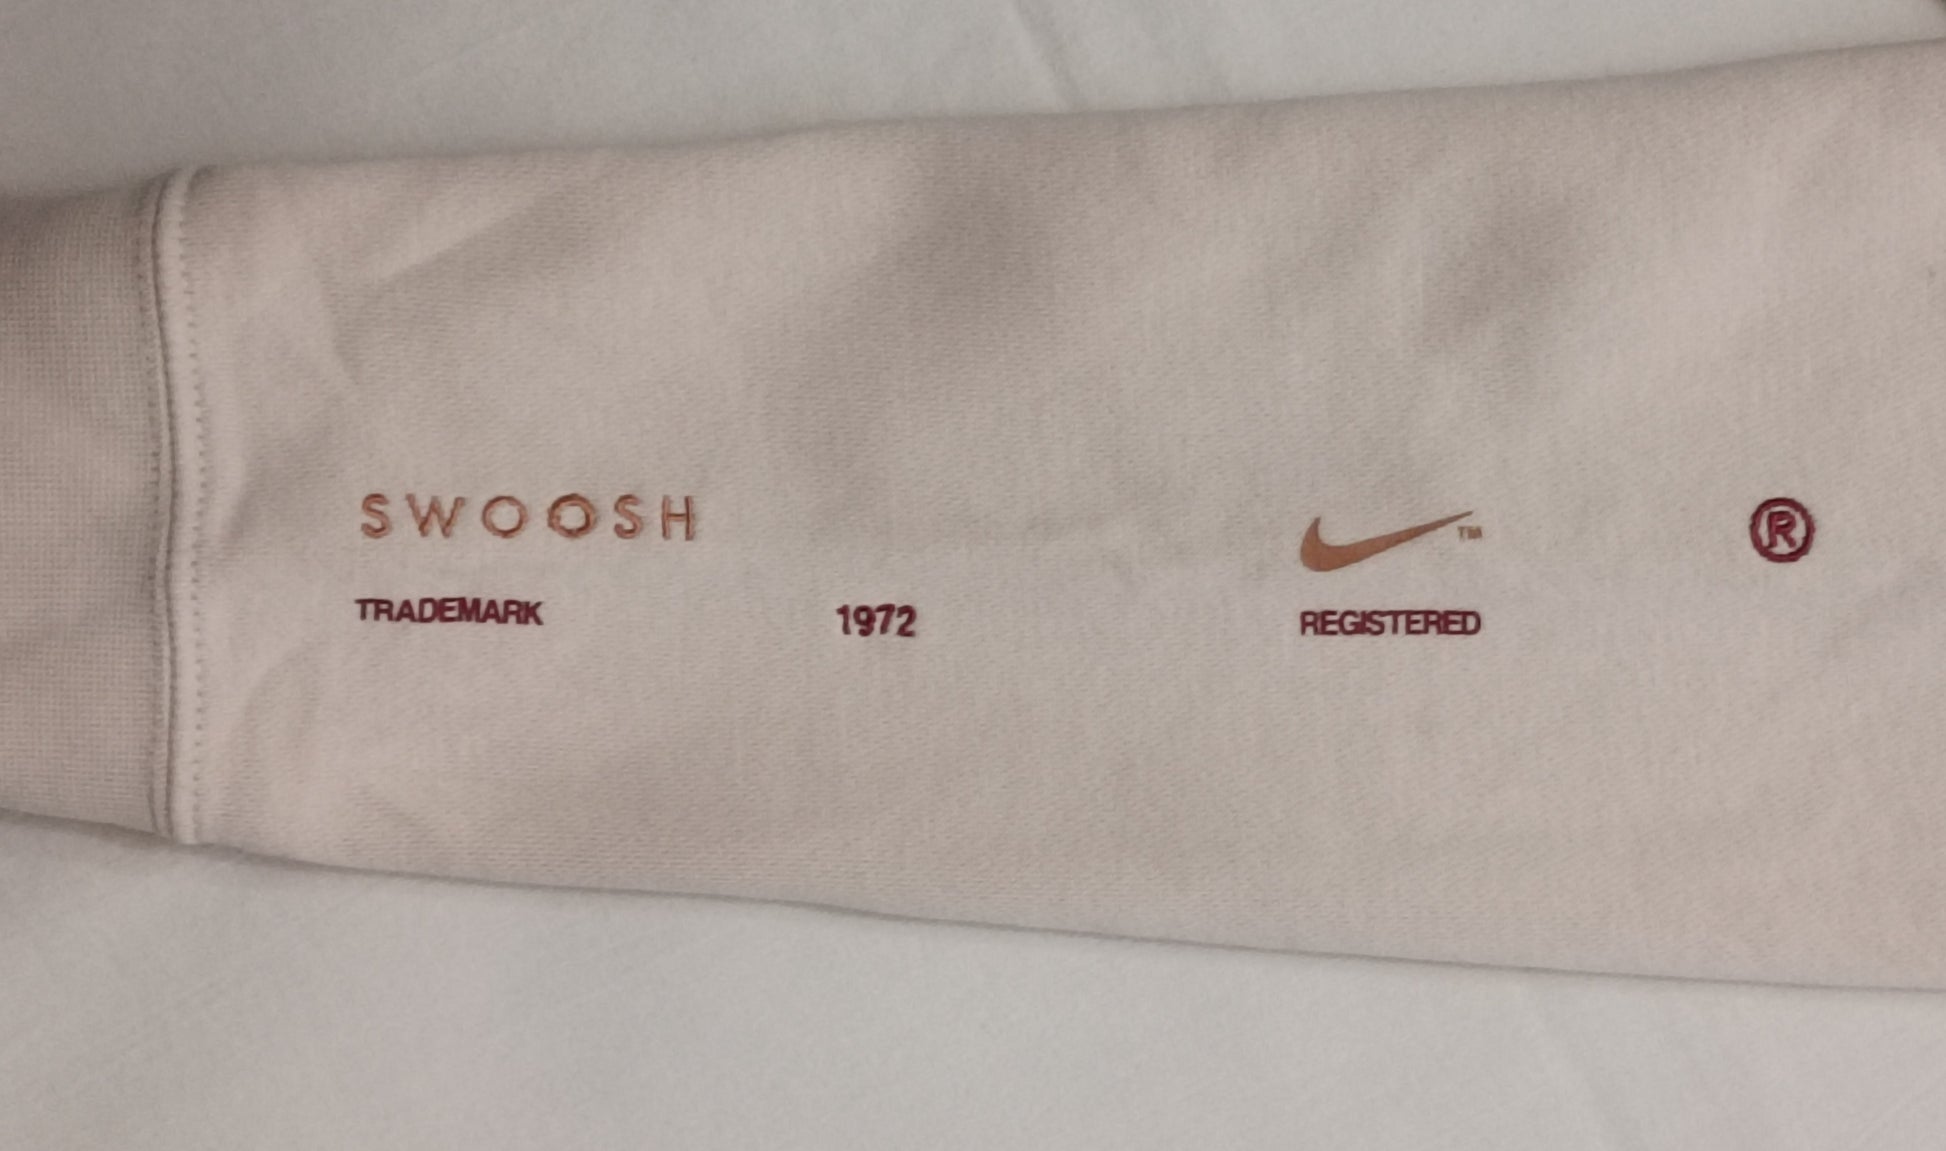 SWOOSH
TM
®
TRADEMARK 1972 REGISTERED